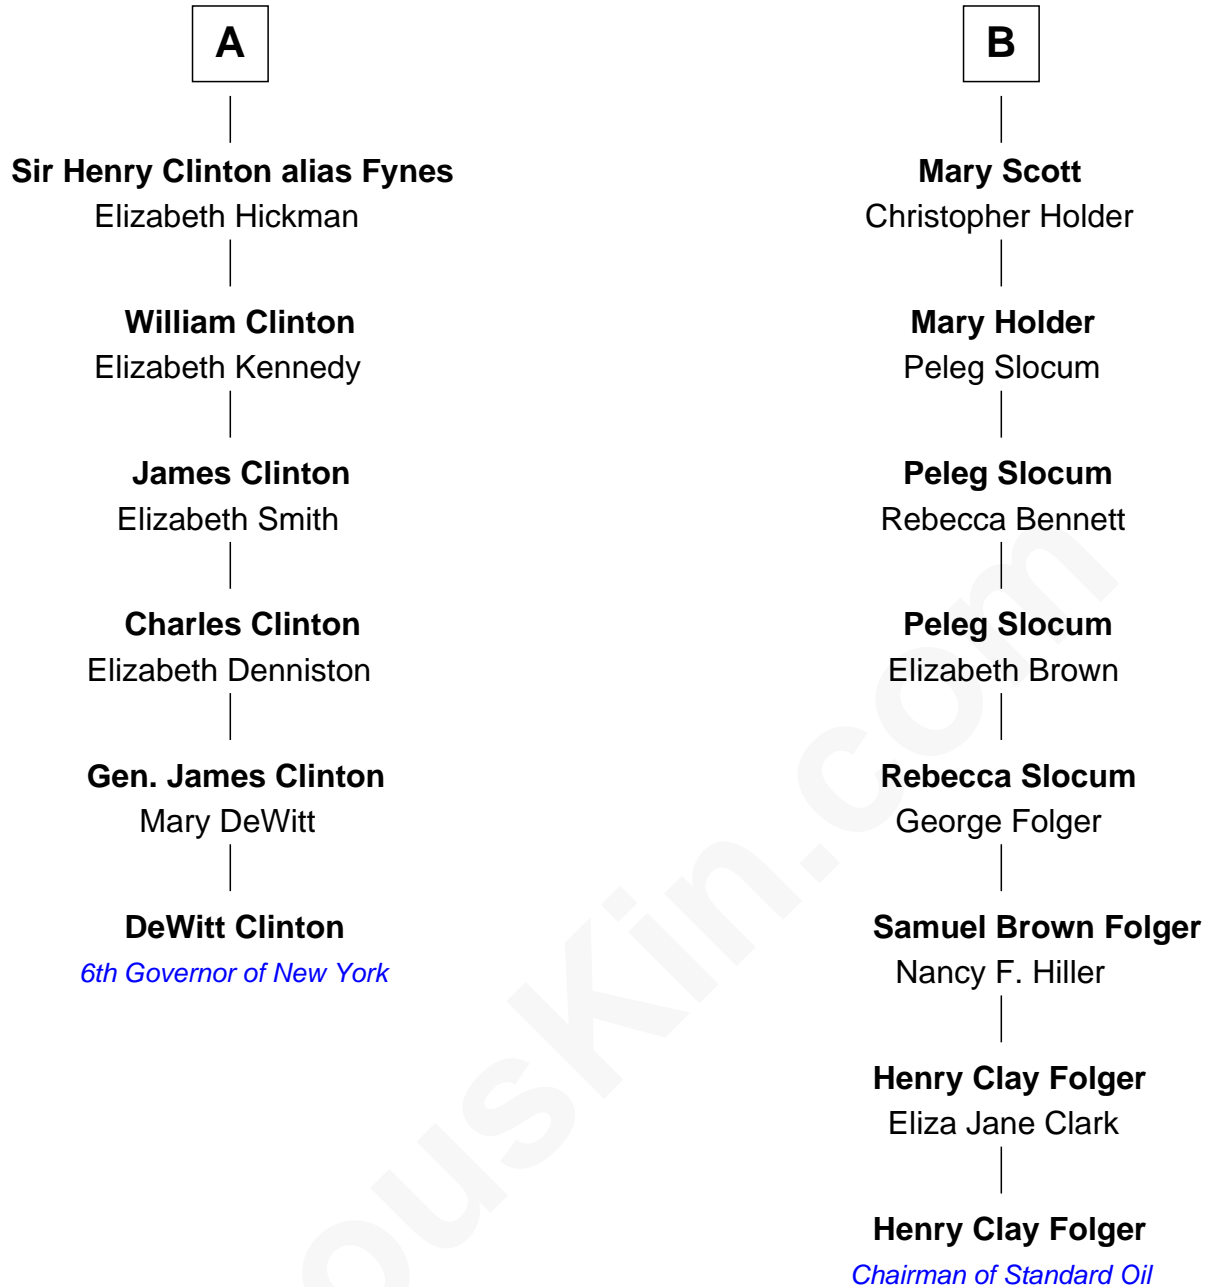 A
Sir Henry Clinton alias Fynes
Elizabeth Hickman
William Clinton
Elizabeth Kennedy
James Clinton
Elizabeth Smith
Charles Clinton
Elizabeth Denniston
Gen. James Clinton
Mary DeWitt
DeWitt Clinton
6th Governor of New York
B
Mary Scott
Christopher Holder
Mary Holder
Peleg Slocum
Peleg Slocum
Rebecca Bennett
Peleg Slocum
Elizabeth Brown
Rebecca Slocum
George Folger
Samuel Brown Folger
Nancy F. Hiller
Henry Clay Folger
Eliza Jane Clark
Henry Clay Folger
Chairman of Standard Oil
ousKin.com